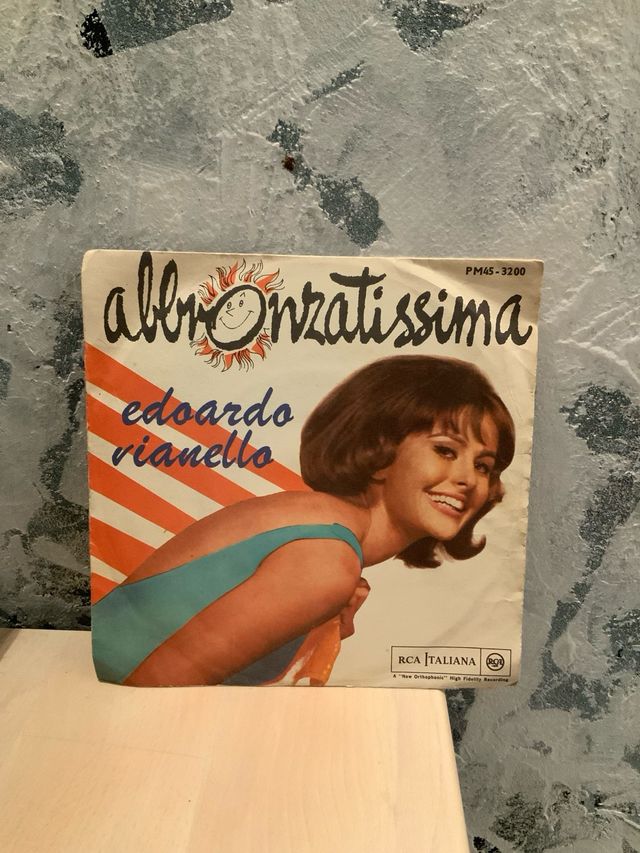 PM45-3200
abbronzatissima
edoardo
vianello
RCA ITALIANA
RCA
A "New Orthophonic" High Fidelity Recording